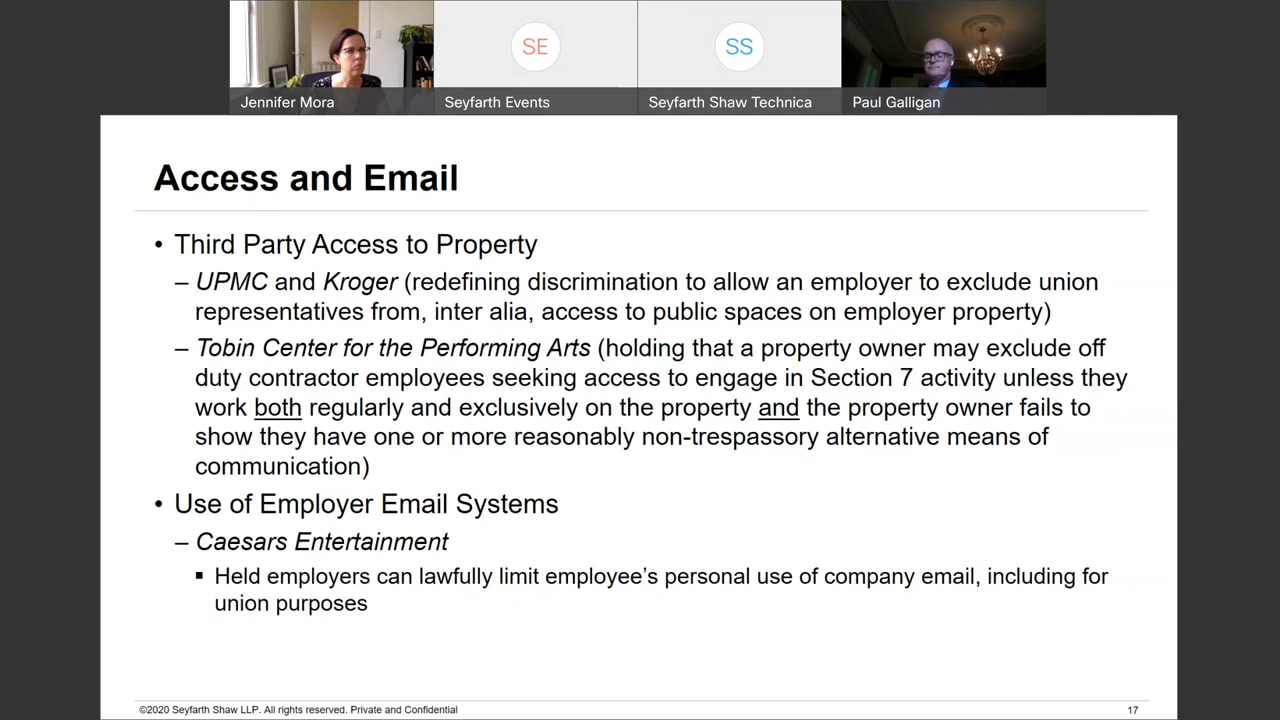 SE
SS
Jennifer Mora
Seyfarth Events
Seyfarth Shaw Technica
Paul Galligan
Access and Email
• Third Party Access to Property
– UPMC and Kroger (redefining discrimination to allow an employer to exclude union
representatives from, inter alia, access to public spaces on employer property)
– Tobin Center for the Performing Arts (holding that a property owner may exclude off
duty contractor employees seeking access to engage in Section 7 activity unless they
work both regularly and exclusively on the property and the property owner fails to
show they have one or more reasonably non-trespassory alternative means of
communication)
• Use of Employer Email Systems
– Caesars Entertainment
▪ Held employers can lawfully limit employee's personal use of company email, including for
union purposes
©2020 Seyfarth Shaw LLP. All rights reserved. Private and Confidential
17